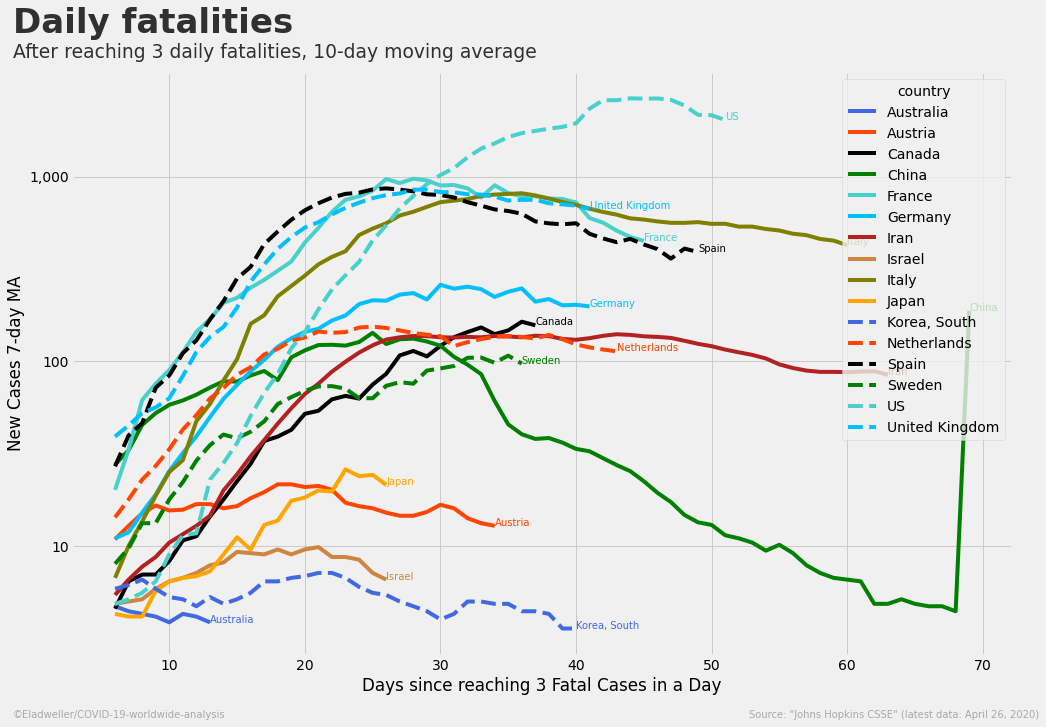 Daily fatalities
After reaching 3 daily fatalities, 10-day moving average
New Cases 7-day MA
1,000
100
10
10
20
30
40
50
60
70
Days since reaching 3 Fatal Cases in a Day
country
Australia
Austria
Canada
China
France
Germany
Iran
Israel
Italy
Japan
Korea, South
Netherlands
Spain
Sweden
US
United Kingdom
US
United Kingdom
France
Spain
Italy
China
Germany
Canada
Netherlands
Sweden
Iran
Japan
Austria
Israel
Australia
Korea, South
©Eladweller/COVID-19-worldwide-analysis
Source: "Johns Hopkins CSSE" (latest data: April 26, 2020)